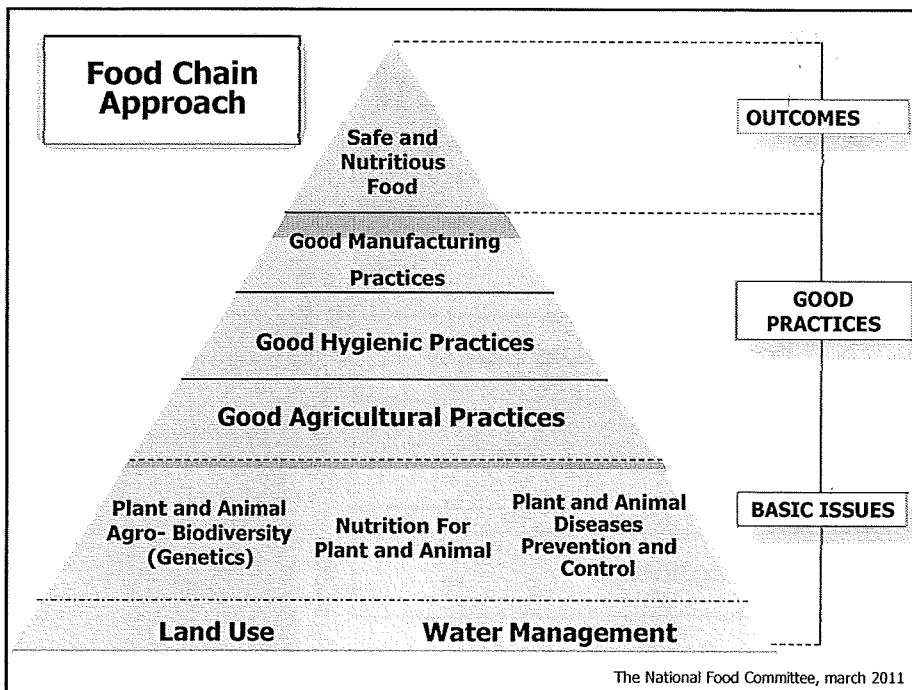 Food Chain
Approach
Safe and
Nutritious
Food
OUTCOMES
Good Manufacturing
Practices
GOOD
PRACTICES
Good Hygienic Practices
Good Agricultural Practices
Plant and Animal
Agro- Biodiversity
(Genetics)
Nutrition For
Plant and Animal
Plant and Animal
Diseases
Prevention and
Control
BASIC ISSUES
Land Use
Water Management
The National Food Committee, march 2011